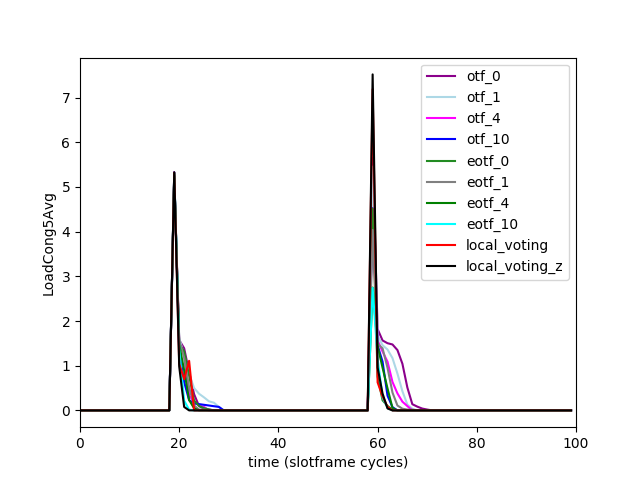 otf_0
otf_1
otf_4
otf_10
eotf_0
eotf_1
eotf_4
eotf_10
local_voting
local_voting_z
LoadCong5Avg
7
6
5
4
3
2
1
0
0 20 40 60 80 100
time (slotframe cycles)